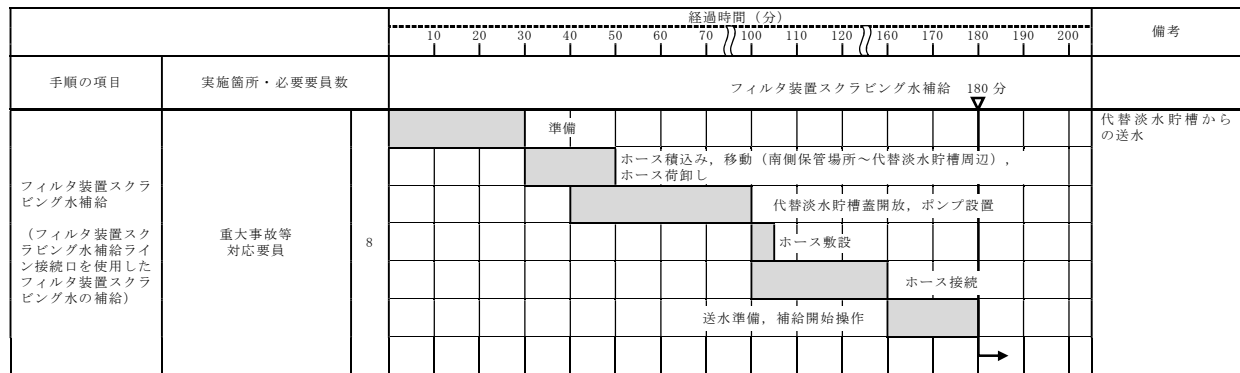 経過時間（分）
10 20 30 40 50 60 70 100 110 120 160 170 180 190 200
備考
手順の項目
実施箇所・必要要員数
フィルタ装置スクラビング水補給 180分
フィルタ装置スクラ
ビング水補給
（フィルタ装置スク
ラビング水補給ライ
ン接続口を使用した
フィルタ装置スクラ
ビング水の補給）
重大事故等
対応要員
8
準備
ホース積込み，移動（南側保管場所～代替淡水貯槽周辺），
ホース荷卸し
代替淡水貯槽蓋開放，ポンプ設置
ホース敷設
ホース接続
送水準備，補給開始操作
代替淡水貯槽から
の送水